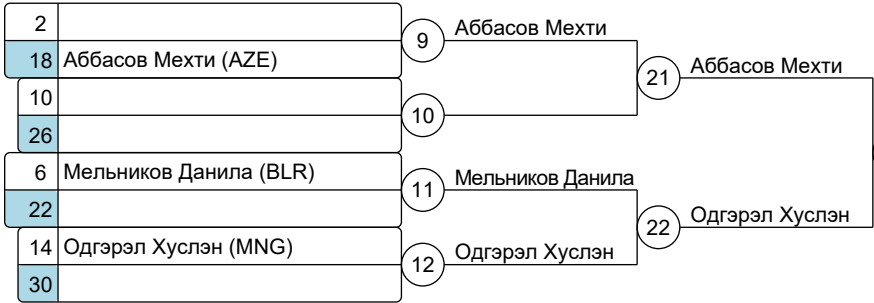 2
9
Аббасов Мехти
18 Аббасов Мехти (AZE)
21
Аббасов Мехти
10
10
26
6 Мельников Данила (BLR)
11
Мельников Данила
22
22
Одгэрэл Хуслэн
14 Одгэрэл Хуслэн (MNG)
12
Одгэрэл Хуслэн
30